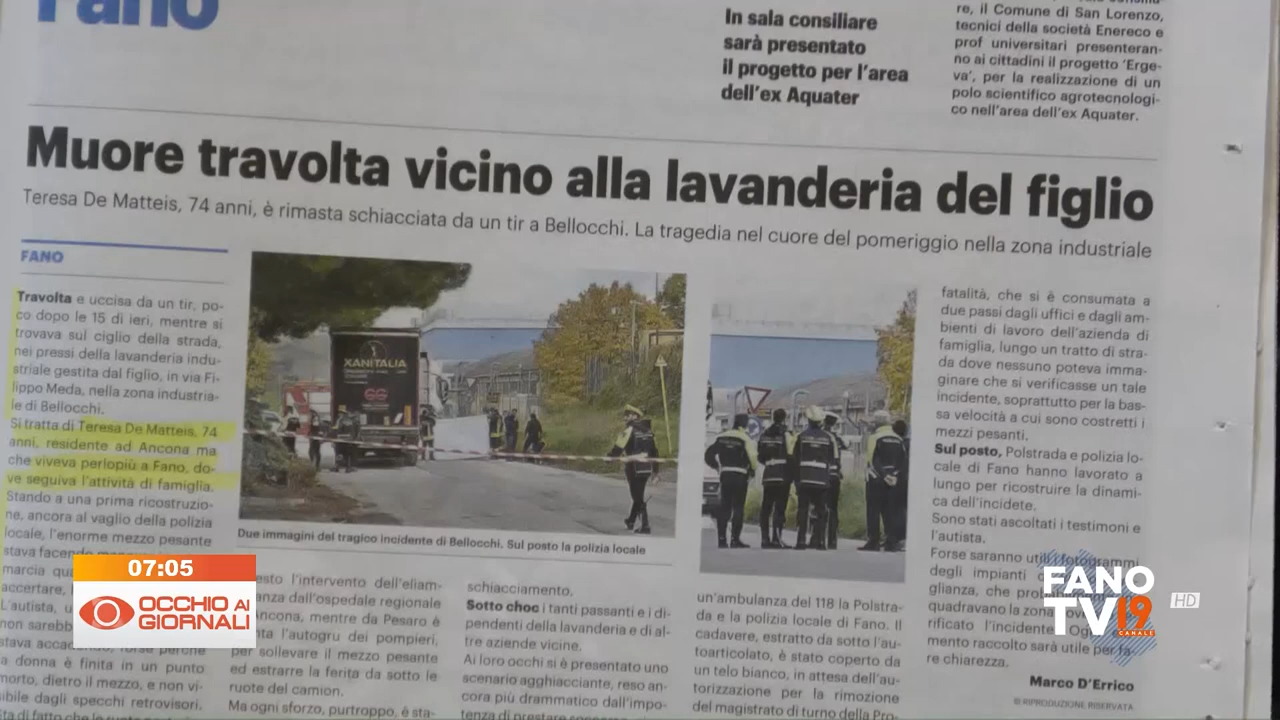 Fano
In sala consiliare
sarà presentato
il progetto per l'area
dell'ex Aquater
re, il Comune di San Lorenzo,
tecnici della società Enereco e
prof universitari presenteran-
no ai cittadini il progetto 'Erge-
va', per la realizzazione di un
polo scientifico agrotecnologi-
co nell'area dell'ex Aquater.
Muore travolta vicino alla lavanderia del figlio
Teresa De Matteis, 74 anni, è rimasta schiacciata da un tir a Bellocchi. La tragedia nel cuore del pomeriggio nella zona industriale
FANO
Travolta e uccisa da un tir, po-
co dopo le 15 di ieri, mentre si
trovava sul ciglio della strada,
nei pressi della lavanderia indu-
striale gestita dal figlio, in via Fi-
lippo Meda, nella zona industria-
le di Bellocchi.
Si tratta di Teresa De Matteis, 74
anni, residente ad Ancona ma
che viveva perlopiù a Fano, do-
ve seguiva l'attività di famiglia.
Stando a una prima ricostruzio-
ne, ancora al vaglio della polizia
locale, l'enorme mezzo pesante
stava facendo
marcia
accertare,
L'autista, u
non sareb
stava
a donna è finita in un punto
morto, dietro il mezzo, e non vi-
ibile dagli specchi retrovisori.
XANITALIA
Due immagini del tragico incidente di Bellocchi. Sul posto la polizia locale
esto l'intervento dell'eliam-
anza dall'ospedale regionale
ncona, mentre da Pesaro è
nta l'autogru dei pompieri,
per sollevare il mezzo pesante
ed estrarre la ferita da sotto le
ruote del camion.
Ma ogni sforzo, purtroppo, è sta-
schiacciamento.
Sotto choc i tanti passanti e i di-
pendenti della lavanderia e di al-
tre aziende vicine.
Ai loro occhi si è presentato uno
scenario agghiacciante, reso an-
cora più drammatico dall'impo-
un'ambulanza del 118 la Polstra-
da e la polizia locale di Fano. Il
cadavere, estratto da sotto l'au-
toarticolato, è stato coperto da
un telo bianco, in attesa dell'au-
torizzazione per la rimozione
del magistrato di turno della Pro-
fatalità, che si è consumata a
due passi dagli uffici e dagli am-
bienti di lavoro dell'azienda di
famiglia, lungo un tratto di stra-
da dove nessuno poteva imma-
ginare che si verificasse un tale
incidente, soprattutto per la bas-
sa velocità a cui sono costretti i
mezzi pesanti.
Sul posto, Polstrada e polizia lo-
cale di Fano hanno lavorato a
lungo per ricostruire la dinami-
ca dell'incidete.
Sono stati ascoltati i testimoni e
l'autista.
Forse saranno utili i fotogrammi
degli impianti
glianza, che
quadravano la zona
rificato l'incidente.
mento raccolto sarà utile per fa-
re chiarezza.
Marco D'Errico
© RIPRODUZIONE RISERVATA
07:05
OCCHIO AI
GIORNALI
FANO
TV 19
CANALE
HD